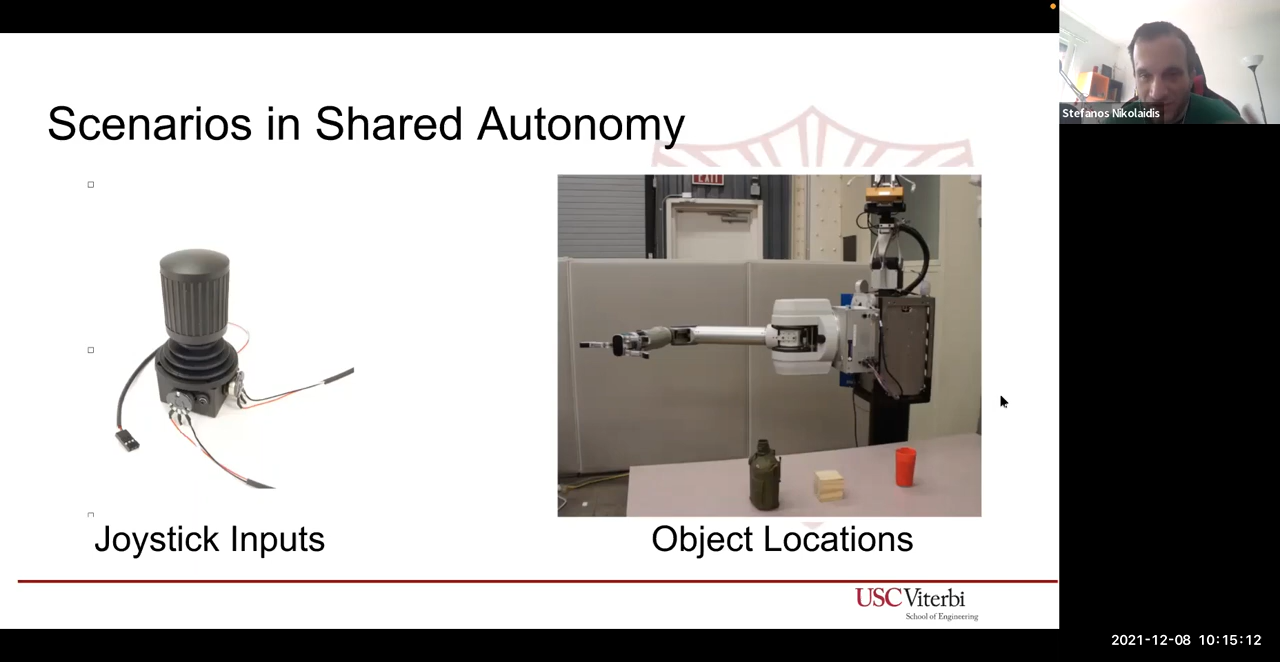 Scenarios in Shared Autonomy
Stefanos Nikolaidis
EXIT
Joystick Inputs
Object Locations
USC Viterbi
School of Engineering
2021-12-08 10:15:12